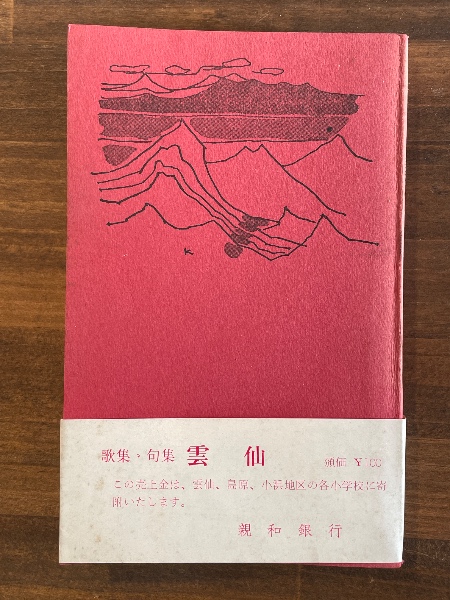 歌集・句集 雲仙 頒価 ¥100
この売上金は、雲仙、島原、小浜地区の各小学校に寄
附いたします。
親和銀行
K